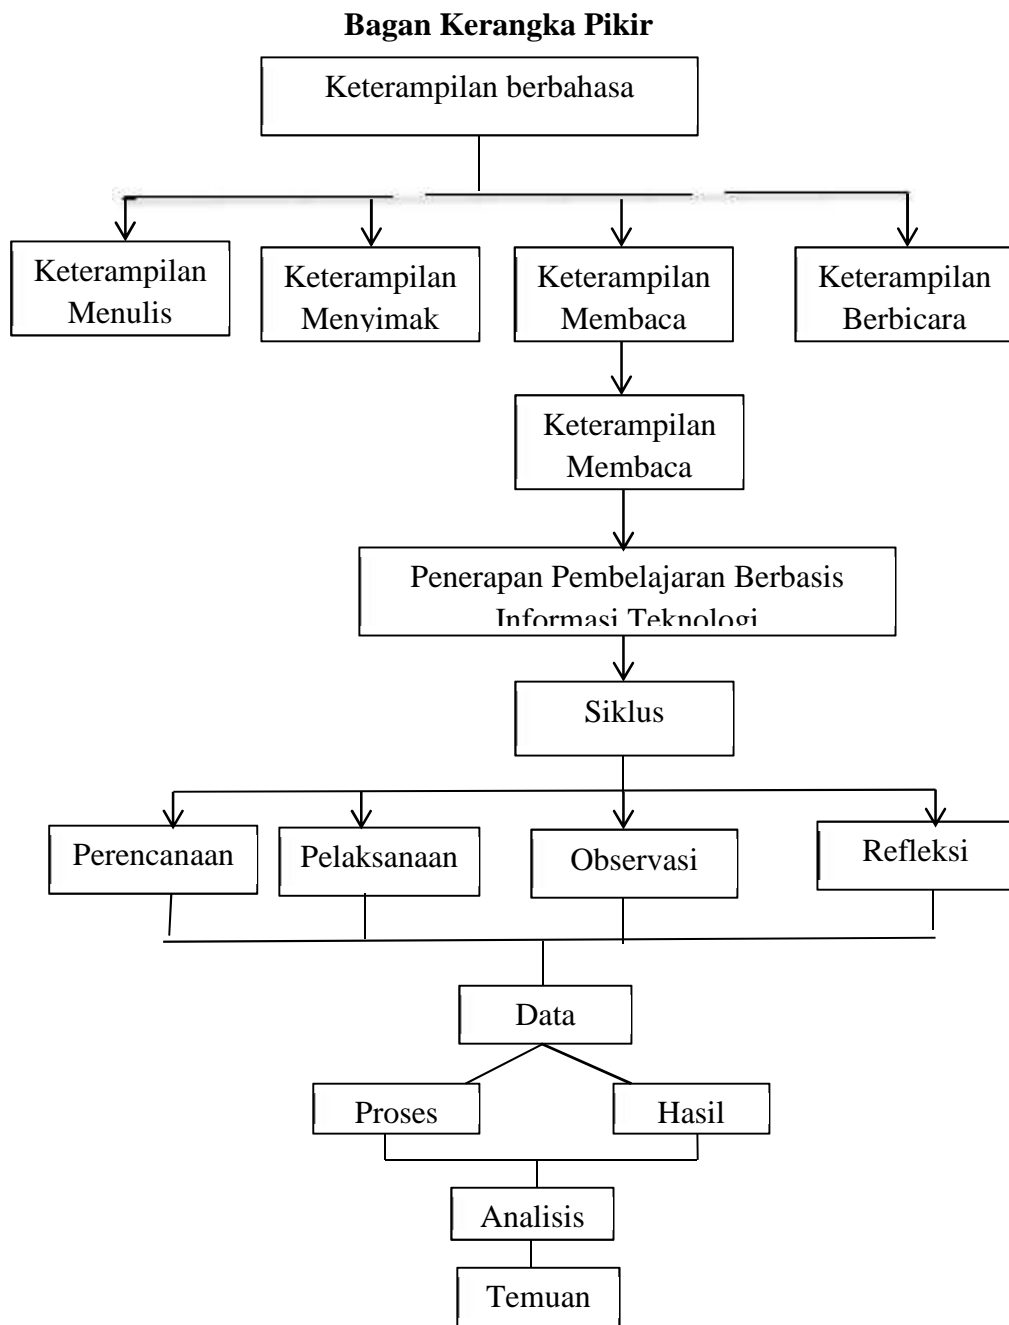 Bagan Kerangka Pikir
Keterampilan berbahasa
Keterampilan
Menulis
Keterampilan
Menyimak
Keterampilan
Membaca
Keterampilan
Berbicara
Keterampilan
Membaca
Penerapan Pembelajaran Berbasis
Informasi Teknologi
Siklus
Perencanaan
Pelaksanaan
Observasi
Refleksi
Data
Proses
Hasil
Analisis
Temuan